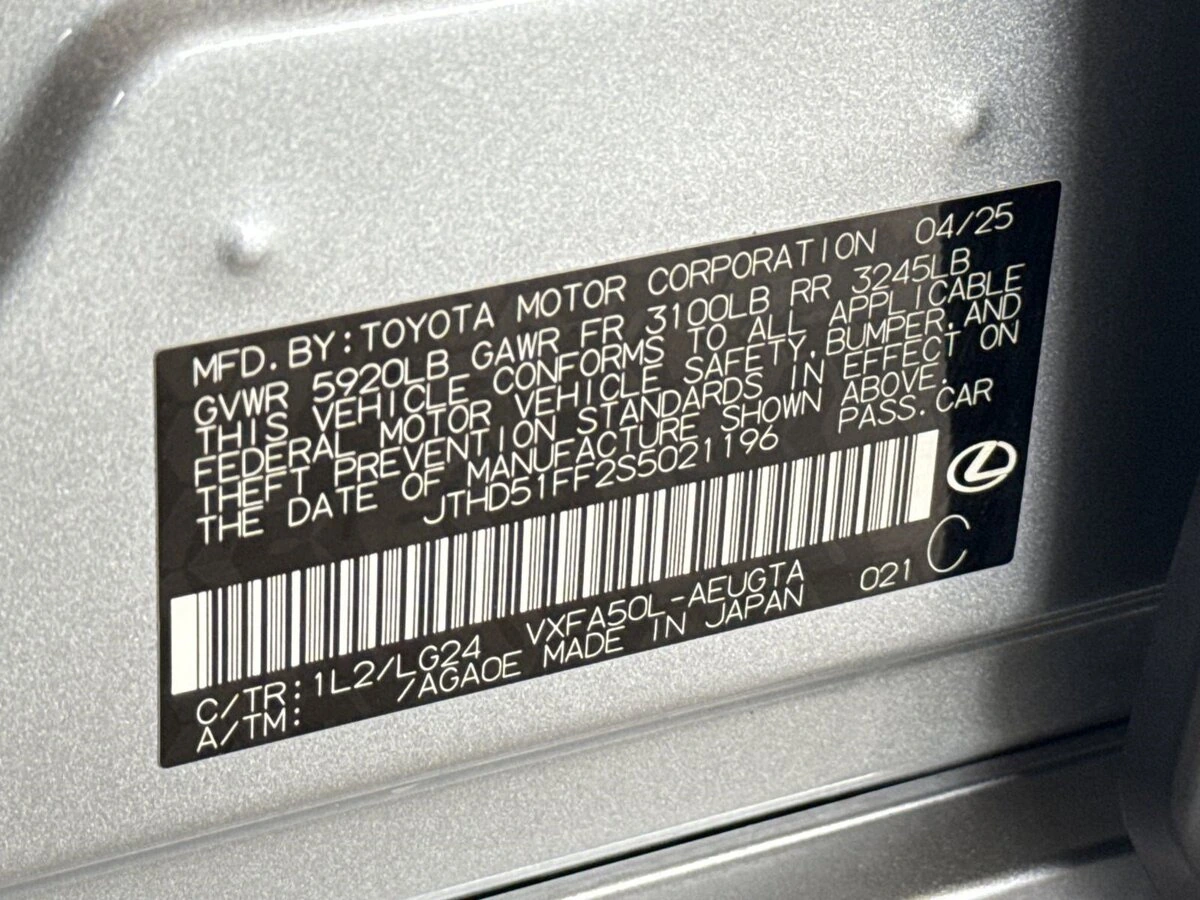 MFD. BY: TOYOTA MOTOR CORPORATION 04/25
GVWR 5920LB GAWR FR 3100LB RR 3245LB
THIS VEHICLE CONFORMS TO ALL APPLICABLE
FEDERAL MOTOR VEHICLE SAFETY, BUMPER, AND
THEFT PREVENTION STANDARDS IN EFFECT ON
THE DATE OF MANUFACTURE SHOWN ABOVE.
JTHD51FF2S5021196 PASS. CAR
C/TR: 1L2/LG24 VXFA50L-AEUGTA 021 C
A/TM: /AGA0E MADE IN JAPAN